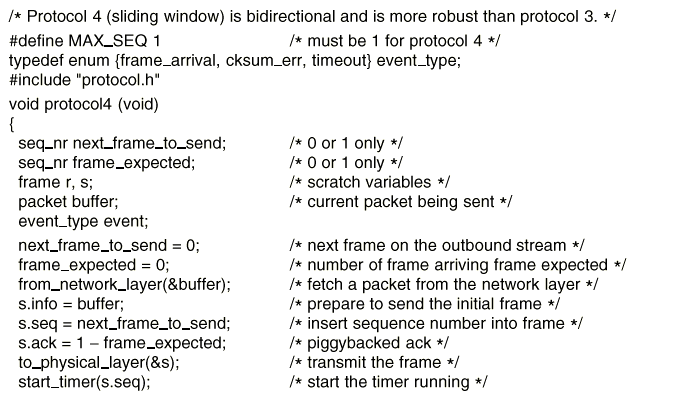 /* Protocol 4 (sliding window) is bidirectional and is more robust than protocol 3. */
#define MAX_SEQ 1 /* must be 1 for protocol 4 */
typedef enum {frame_arrival, cksum_err, timeout} event_type;
#include "protocol.h"
void protocol4 (void)
{
seq_nr next_frame_to_send; /* 0 or 1 only */
seq_nr frame_expected; /* 0 or 1 only */
frame r, s; /* scratch variables */
packet buffer; /* current packet being sent */
event_type event;
next_frame_to_send = 0; /* next frame on the outbound stream */
frame_expected = 0; /* number of frame arriving frame expected */
from_network_layer(&buffer); /* fetch a packet from the network layer */
s.info = buffer; /* prepare to send the initial frame */
s.seq = next_frame_to_send; /* insert sequence number into frame */
s.ack = 1 – frame_expected; /* piggybacked ack */
to_physical_layer(&s); /* transmit the frame */
start_timer(s.seq); /* start the timer running */